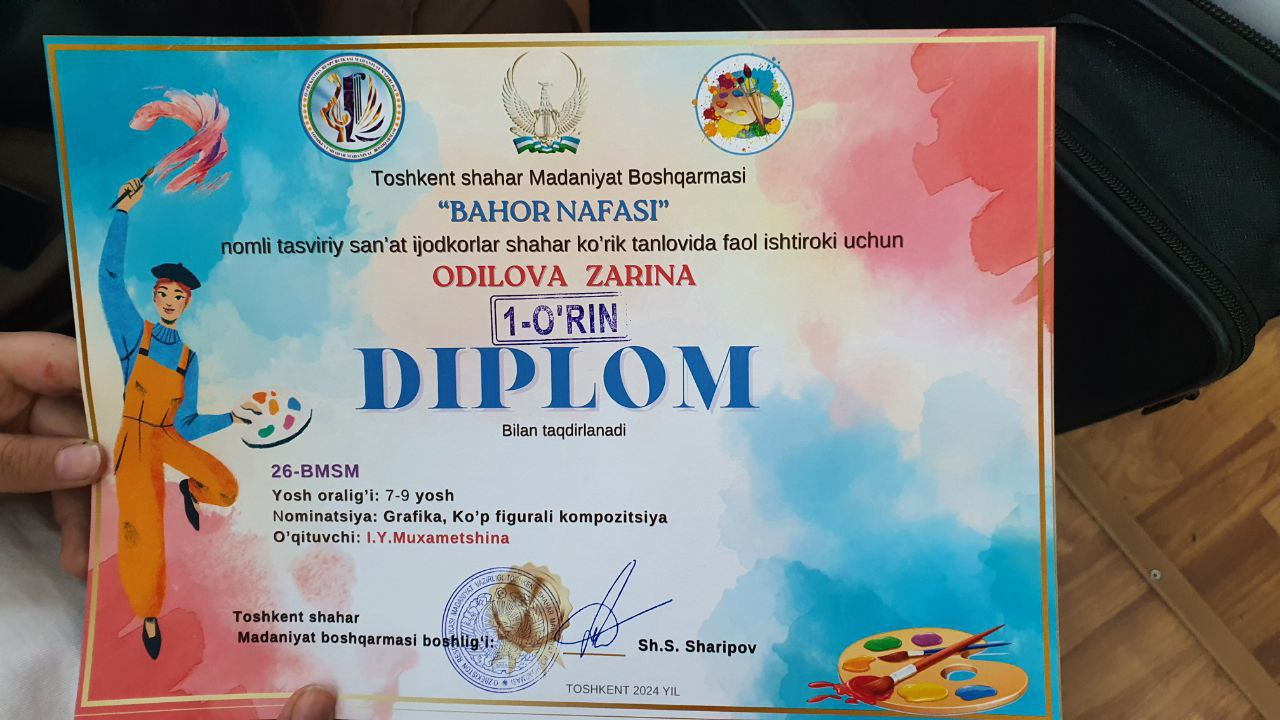 Toshkent shahar Madaniyat Boshqarmasi
“BAHOR NAFASI”
nomli tasviriy san’at ijodkorlar shahar ko’rik tanlovida faol ishtiroki uchun
ODILOVA ZARINA
1-O'RIN
DIPLOM
Bilan taqdirlanadi
26-BMSM
Yosh oralig’i: 7-9 yosh
Nominatsiya: Grafika, Ko’p figurali kompozitsiya
O’qituvchi: I.Y.Muxametshina
Toshkent shahar
Madaniyat boshqarmasi boshlig’i:
Sh.S. Sharipov
TOSHKENT 2024 YIL